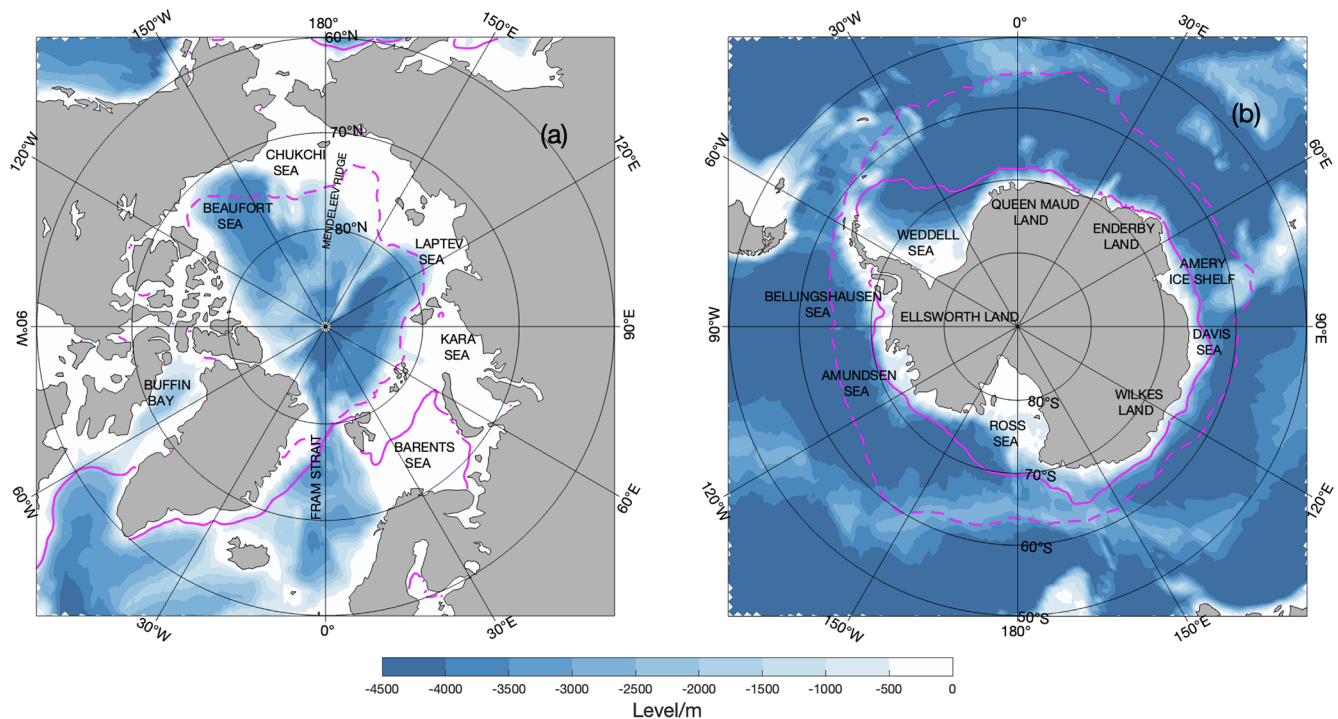 150°W
180°
150°E
60°N
(a)
120°W
70°N
120°E
CHUKCHI
SEA
MENDELEEV RIDGE
BEAUFORT
SEA
80°N
LAPTEV
SEA
90°W
90°E
KARA
SEA
BUFFIN
BAY
BARENTS
SEA
FRAM STRAIT
60°W
60°E
30°W
0°
30°E
30°W
0°
30°E
(b)
60°W
60°E
QUEEN MAUD
LAND
WEDDELL
SEA
ENDERBY
LAND
AMERY
ICE SHELF
BELLINGSHAUSEN
SEA
ELLSWORTH LAND
90°W
90°E
DAVIS
SEA
AMUNDSEN
SEA
80°S
WILKES
LAND
ROSS
SEA
70°S
120°W
120°E
60°S
50°S
150°W
180°
150°E
-4500 -4000 -3500 -3000 -2500 -2000 -1500 -1000 -500 0
Level/m